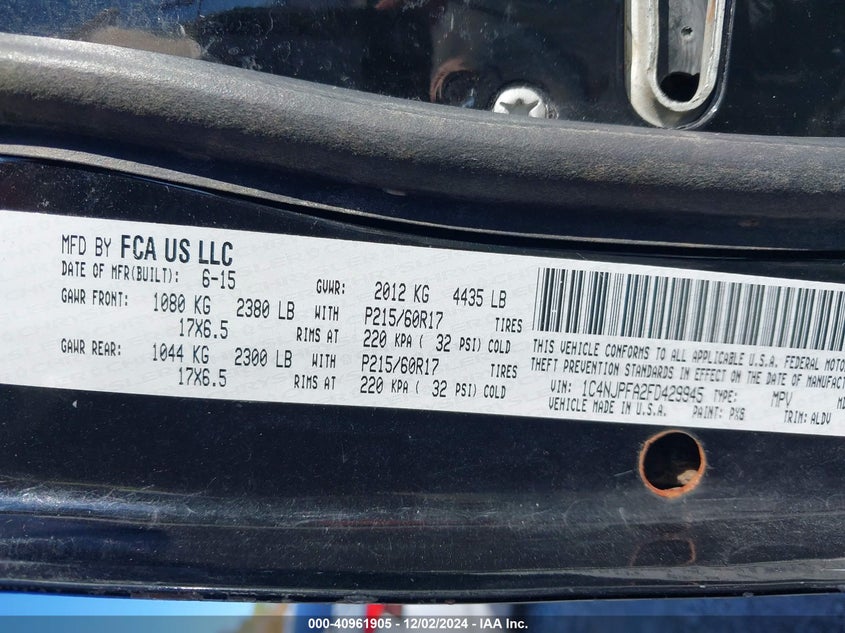 MFD BY FCA US LLC
DATE OF MFR(BUILT): 6-15 GVWR: 2012 KG 4435 LB
GAWR FRONT: 1080 KG 2380 LB WITH P215/60R17 TIRES
17X6.5 RIMS AT 220 KPA ( 32 PSI) COLD
GAWR REAR: 1044 KG 2300 LB WITH P215/60R17 TIRES
17X6.5 RIMS AT 220 KPA ( 32 PSI) COLD
THIS VEHICLE CONFORMS TO ALL APPLICABLE U.S.A. FEDERAL MOTO
THEFT PREVENTION STANDARDS IN EFFECT ON THE DATE OF MANUFAC
VIN: 1C4NJPFA2FD429945 TYPE: MPV
VEHICLE MADE IN U.S.A. PAINT: PX8 TRIM: ALDV
000-40961905 - 12/02/2024 - IAA Inc.